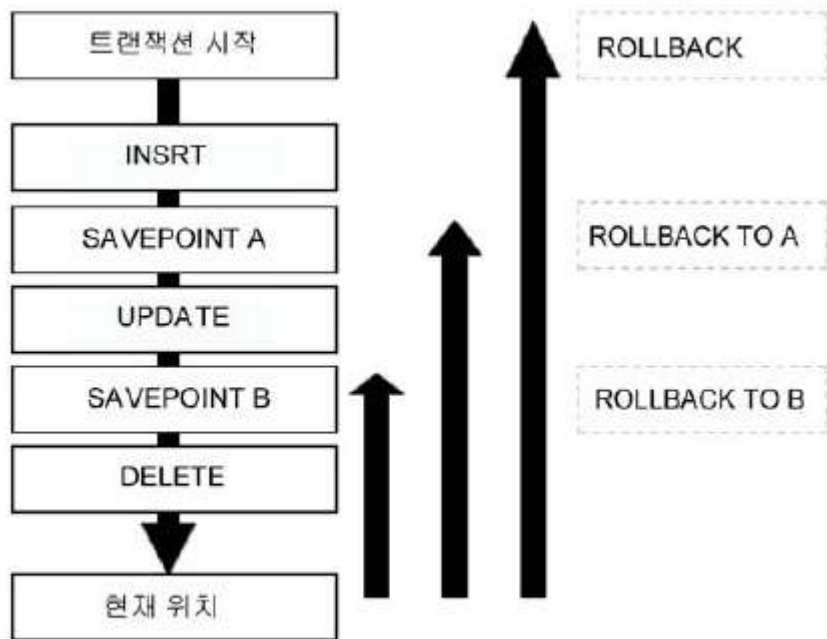 트랜잭션 시작
ROLLBACK
INSRT
SAVEPOINT A
ROLLBACK TO A
UPDATE
SAVEPOINT B
ROLLBACK TO B
DELETE
현재 위치